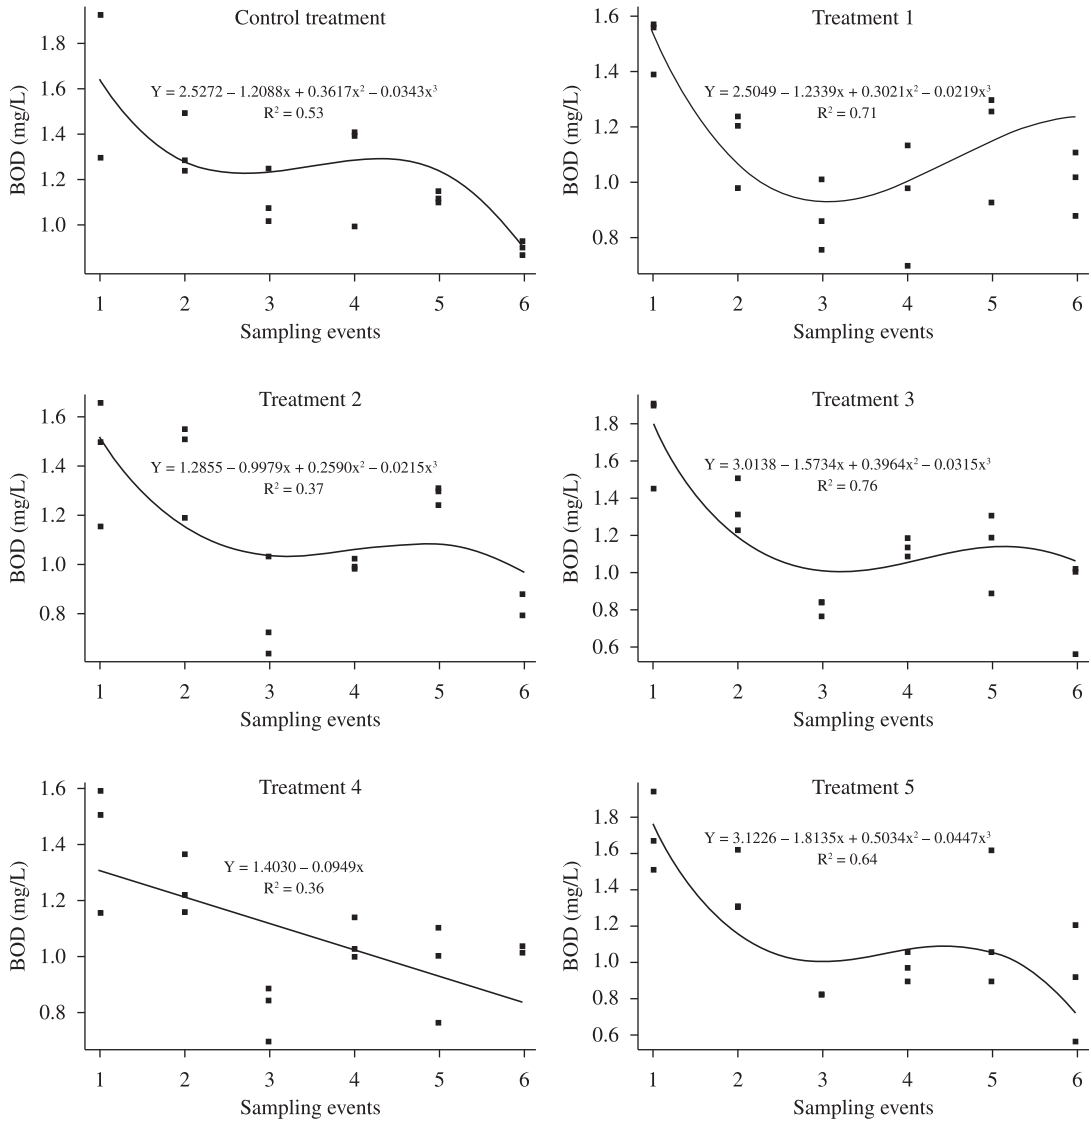 Control treatment
Y = 2.5272 – 1.2088x + 0.3617x² – 0.0343x³
R² = 0.53
BOD (mg/L)
1.8
1.6
1.4
1.2
1.0
1 2 3 4 5 6
Sampling events
Treatment 1
Y = 2.5049 – 1.2339x + 0.3021x² – 0.0219x³
R² = 0.71
BOD (mg/L)
1.6
1.4
1.2
1.0
0.8
1 2 3 4 5 6
Sampling events
Treatment 2
Y = 1.2855 – 0.9979x + 0.2590x² – 0.0215x³
R² = 0.37
BOD (mg/L)
1.6
1.4
1.2
1.0
0.8
1 2 3 4 5 6
Sampling events
Treatment 3
Y = 3.0138 – 1.5734x + 0.3964x² – 0.0315x³
R² = 0.76
BOD (mg/L)
1.8
1.6
1.4
1.2
1.0
0.8
0.6
1 2 3 4 5 6
Sampling events
Treatment 4
Y = 1.4030 – 0.0949x
R² = 0.36
BOD (mg/L)
1.6
1.4
1.2
1.0
0.8
1 2 3 4 5 6
Sampling events
Treatment 5
Y = 3.1226 – 1.8135x + 0.5034x² – 0.0447x³
R² = 0.64
BOD (mg/L)
1.8
1.6
1.4
1.2
1.0
0.8
0.6
1 2 3 4 5 6
Sampling events